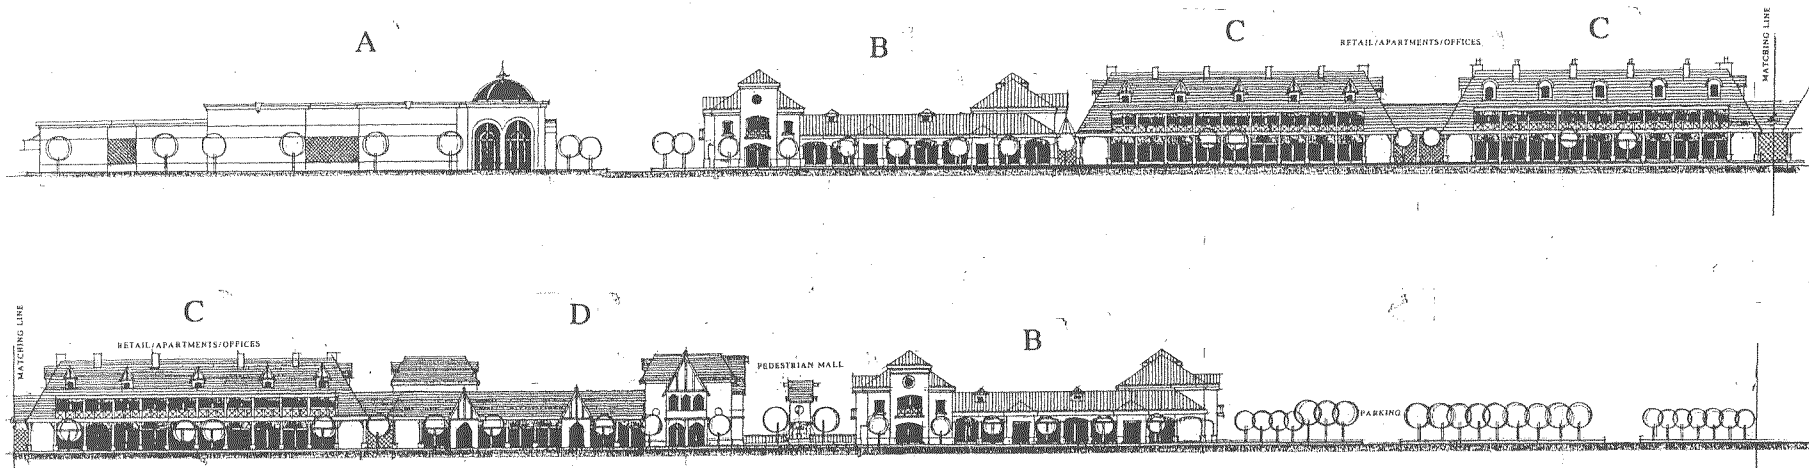 A
B
C
RETAIL/APARTMENTS/OFFICES
C
MATCHING LINE
MATCHING LINE
C
RETAIL/APARTMENTS/OFFICES
D
PEDESTRIAN MALL
B
PARKING